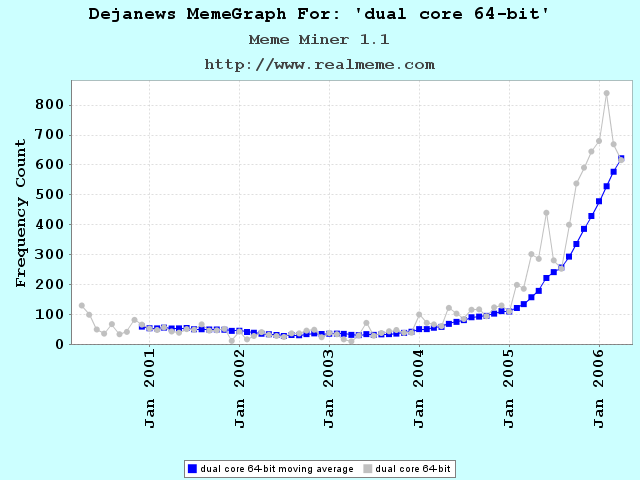 Dejanews MemeGraph For: 'dual core 64-bit'
Meme Miner 1.1
http://www.realmeme.com
Frequency Count
800
700
600
500
400
300
200
100
0
Jan 2001
Jan 2002
Jan 2003
Jan 2004
Jan 2005
Jan 2006
dual core 64-bit moving average dual core 64-bit